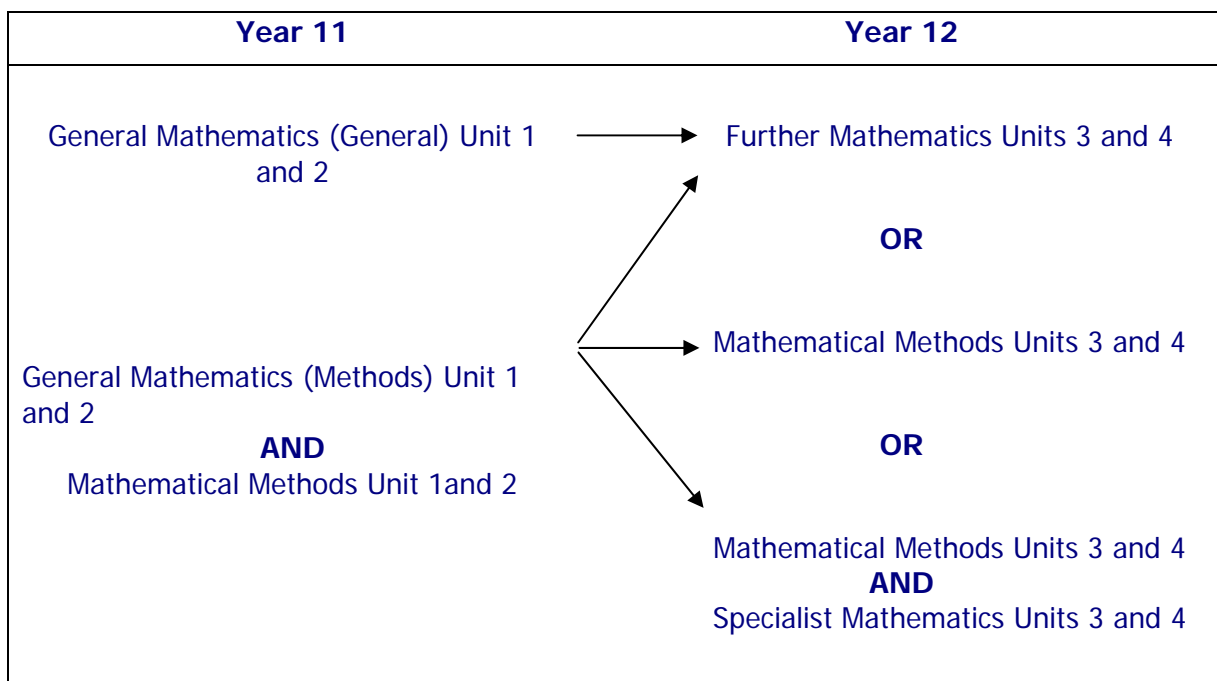 Year 11
Year 12
General Mathematics (General) Unit 1
and 2
Further Mathematics Units 3 and 4
OR
Mathematical Methods Units 3 and 4
General Mathematics (Methods) Unit 1
and 2
AND
Mathematical Methods Unit 1and 2
OR
Mathematical Methods Units 3 and 4
AND
Specialist Mathematics Units 3 and 4